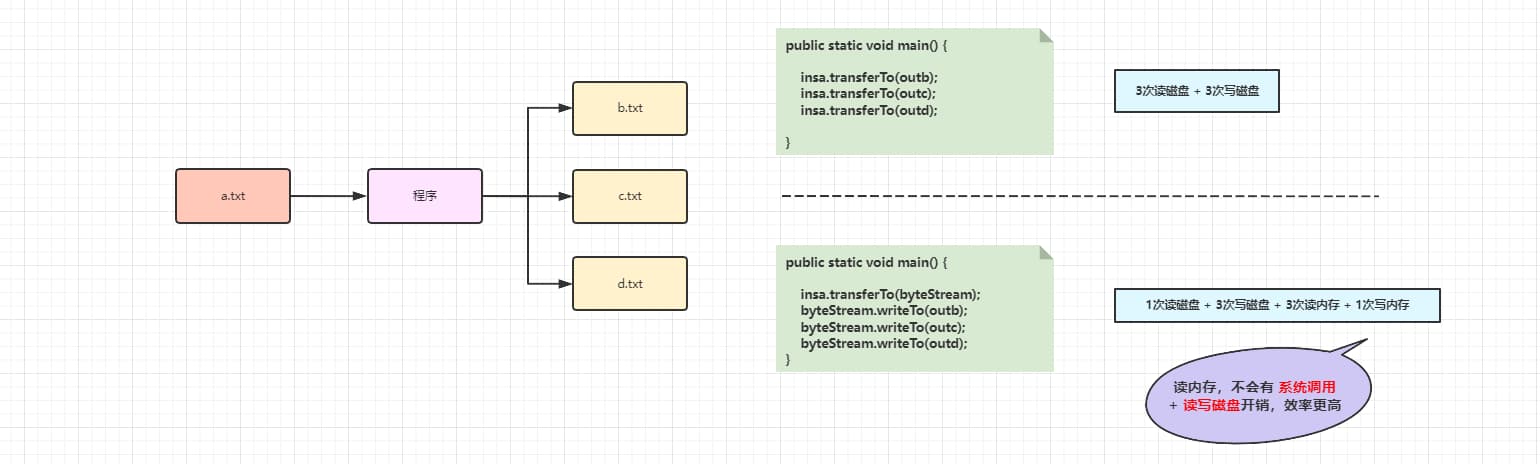 a.txt
程序
b.txt
c.txt
d.txt
public static void main() {
insa.transferTo(outb);
insa.transferTo(outc);
insa.transferTo(outd);
}
3次读磁盘 + 3次写磁盘
public static void main() {
insa.transferTo(byteStream);
byteStream.writeTo(outb);
byteStream.writeTo(outc);
byteStream.writeTo(outd);
}
1次读磁盘 + 3次写磁盘 + 3次读内存 + 1次写内存
读内存，不会有 系统调用
+ 读写磁盘开销，效率更高